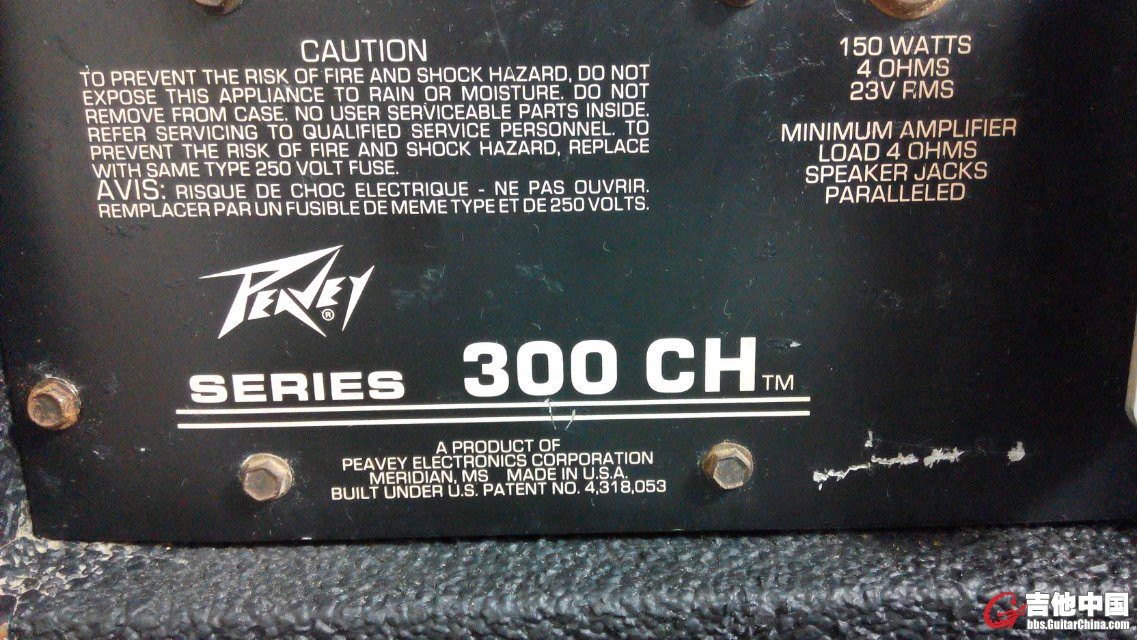 CAUTION
TO PREVENT THE RISK OF FIRE AND SHOCK HAZARD, DO NOT
EXPOSE THIS APPLIANCE TO RAIN OR MOISTURE. DO NOT
REMOVE FROM CASE. NO USER SERVICEABLE PARTS INSIDE.
REFER SERVICING TO QUALIFIED SERVICE PERSONNEL. TO
PREVENT THE RISK OF FIRE AND SHOCK HAZARD, REPLACE
WITH SAME TYPE 250 VOLT FUSE.
AVIS: RISQUE DE CHOC ELECTRIQUE - NE PAS OUVRIR.
REMPLACER PAR UN FUSIBLE DE MEME TYPE ET DE 250 VOLTS.
150 WATTS
4 OHMS
23V RMS
MINIMUM AMPLIFIER
LOAD 4 OHMS
SPEAKER JACKS
PARALLELED
PEAVEY®
SERIES 300 CH™
A PRODUCT OF
PEAVEY ELECTRONICS CORPORATION
MERIDIAN, MS MADE IN U.S.A.
BUILT UNDER U.S. PATENT NO. 4,318,053
吉他中国
bbs.GuitarChina.com